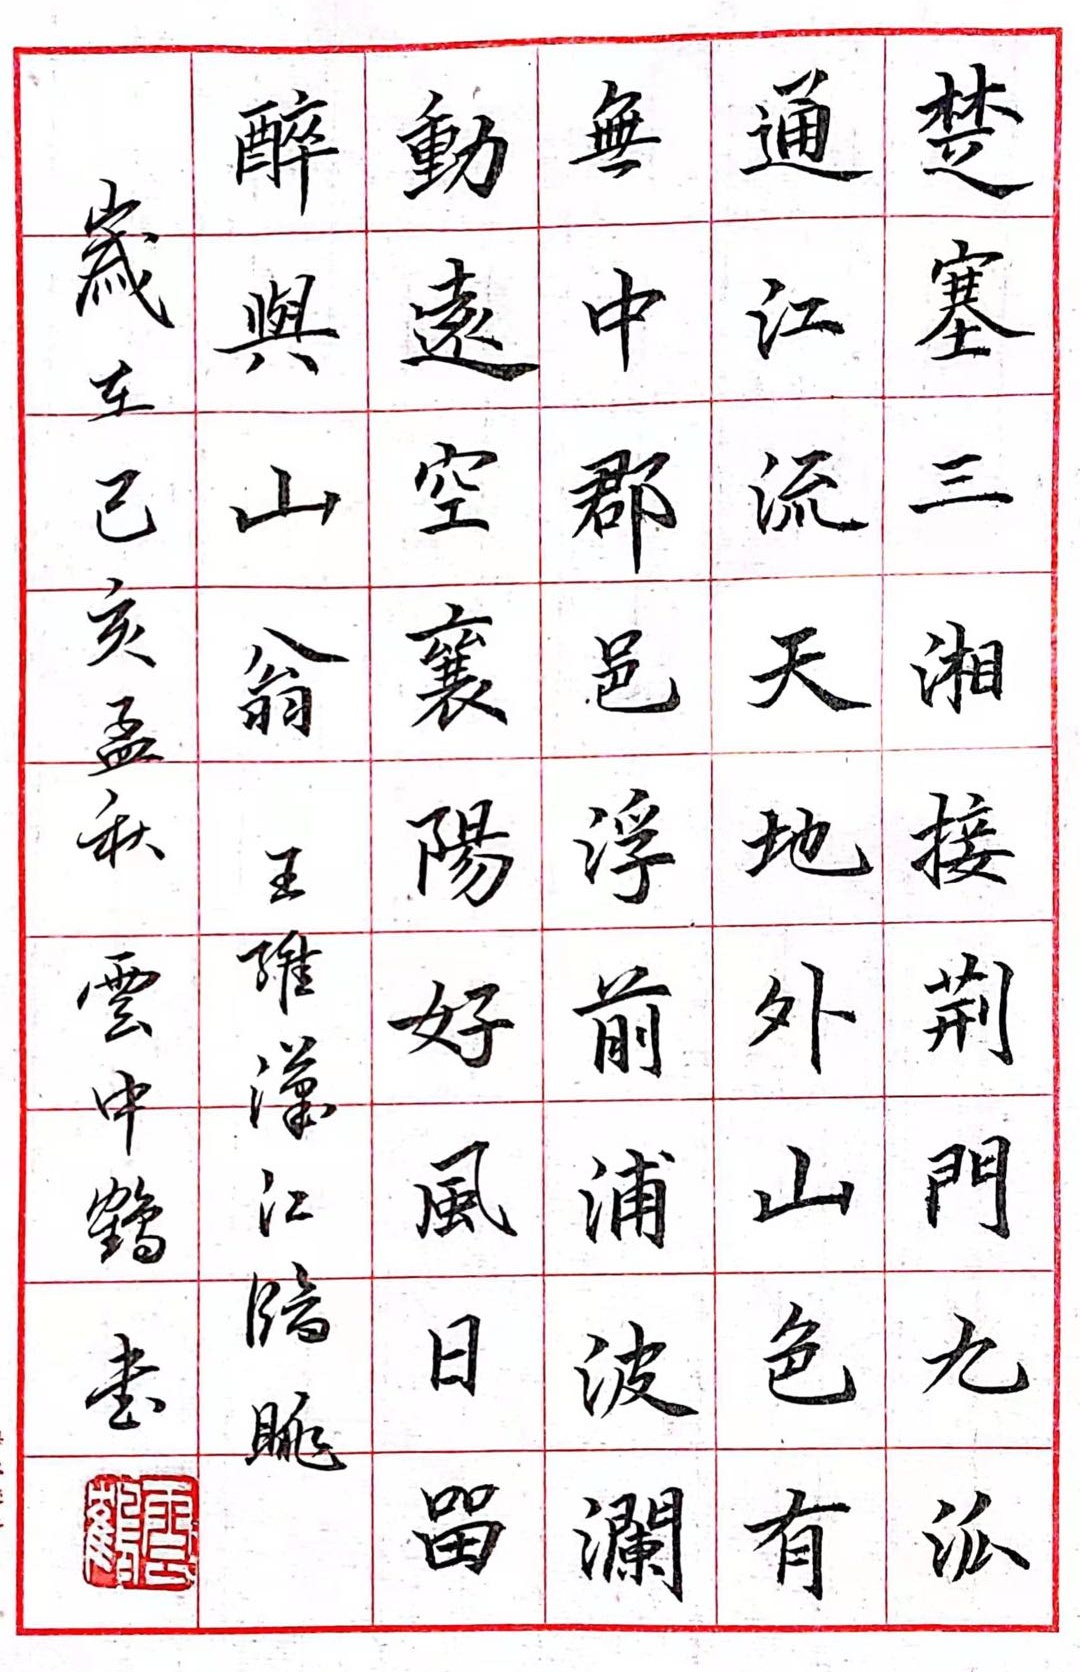 楚塞三湘接荊門九派
通江流天地外山色有
無中郡邑浮前浦波瀾
動遠空襄陽好風日留
醉與山翁 王維漢江臨眺
歲在己亥孟秋 雲中鶴書